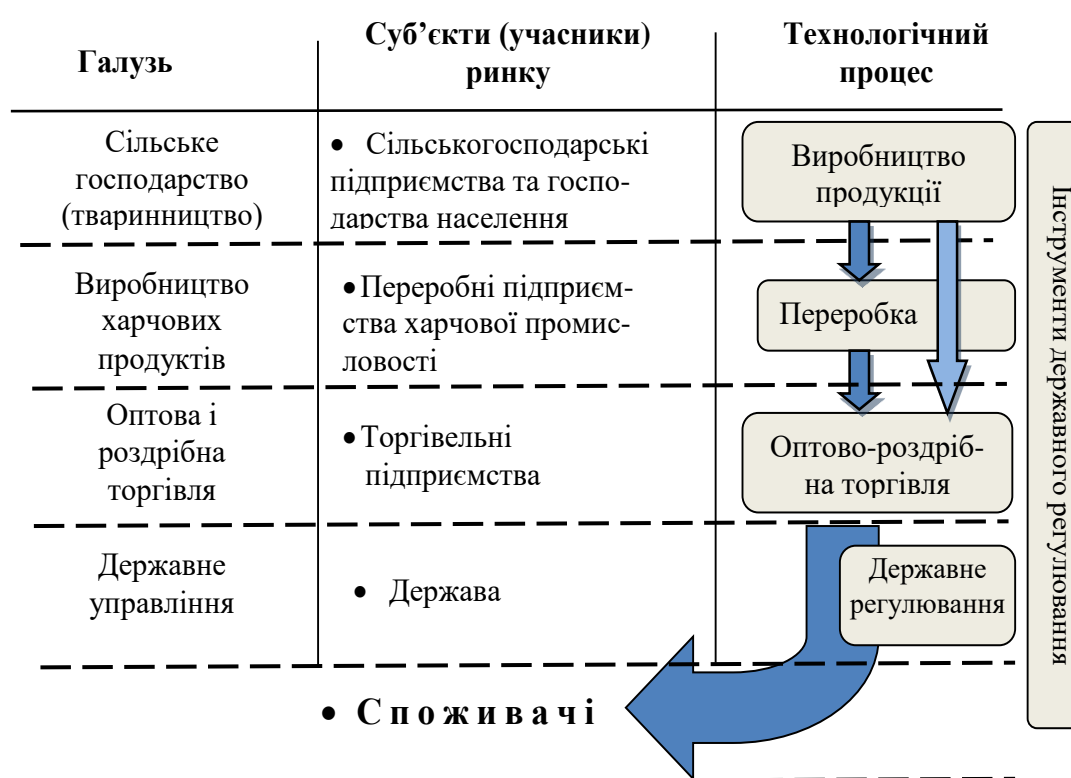 Галузь
Суб’єкти (учасники)
ринку
Технологічний
процес
Сільське
господарство
(тваринництво)
• Сільськогосподарські
підприємства та госпо-
дарства населення
Виробництво
продукції
Виробництво
харчових
продуктів
•Переробні підприєм-
ства харчової промис-
ловості
Переробка
Оптова і
роздрібна
торгівля
•Торгівельні
підприємства
Оптово-роздріб-
на торгівля
Державне
управління
• Держава
Державне
регулювання
• С п о ж и в а ч і
Інструменти державного регулювання